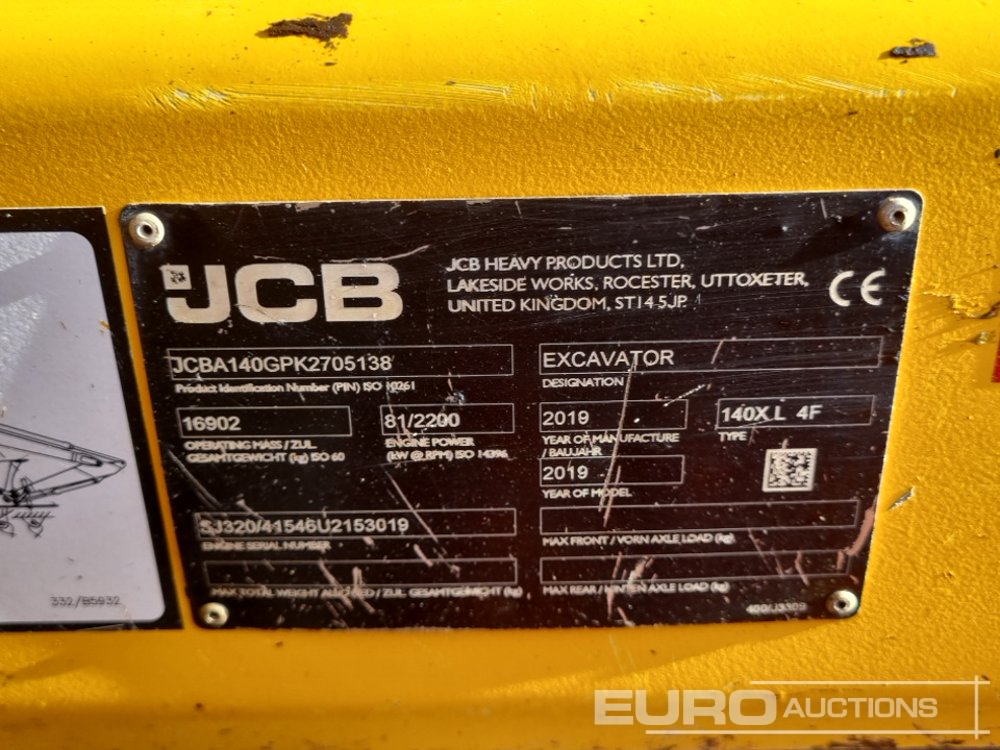 JCB
JCB HEAVY PRODUCTS LTD,
LAKESIDE WORKS, ROCESTER, UTTOXETER,
UNITED KINGDOM, ST14 5JP.
CE
JCBA140GPK2705138
Product Identification Number (PIN) ISO 10261
EXCAVATOR
DESIGNATION
16902
OPERATING MASS / ZUL
GESAMTGEWICHT (kg) ISO 60
81/2200
ENGINE POWER
(kW @ RPM) ISO 14396
2019
YEAR OF MANUFACTURE
/ BAUJAHR
140X L 4F
TYPE
2019
YEAR OF MODEL
SJ320/41546U2153019
ENGINE SERIAL NUMBER
MAX FRONT / VORN AXLE LOAD (kg)
MAX TOTAL WEIGHT ALLOWED / ZUL GESAMTGEWICHT (kg)
MAX REAR / HINTEN AXLE LOAD (kg)
400/J3309
332/B5932
EURO AUCTIONS